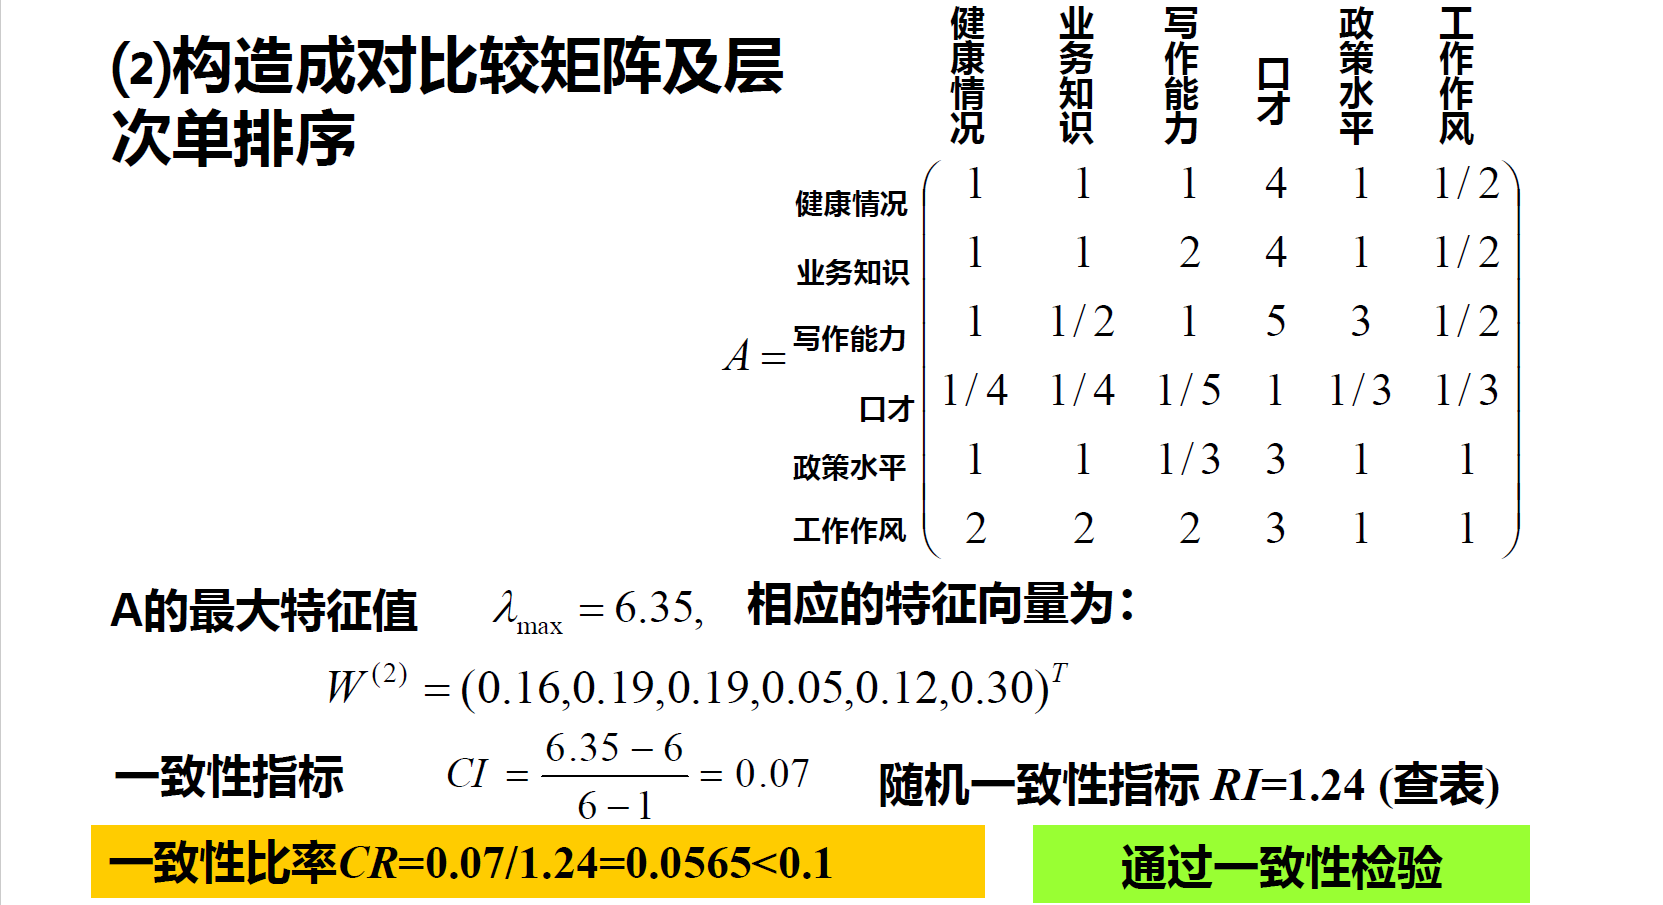 ⑵构造成对比较矩阵及层
次单排序
健康情况 业务知识 写作能力 口才 政策水平 工作作风
A =
健康情况 1 1 1 4 1 1/2
业务知识 1 1 2 4 1 1/2
写作能力 1 1/2 1 5 3 1/2
口才 1/4 1/4 1/5 1 1/3 1/3
政策水平 1 1 1/3 3 1 1
工作作风 2 2 2 3 1 1
A的最大特征值 λmax = 6.35, 相应的特征向量为：
W(2) = (0.16,0.19,0.19,0.05,0.12,0.30)T
一致性指标 CI = (6.35 − 6)/(6 − 1) = 0.07 随机一致性指标 RI=1.24 (查表)
一致性比率CR=0.07/1.24=0.0565<0.1 通过一致性检验